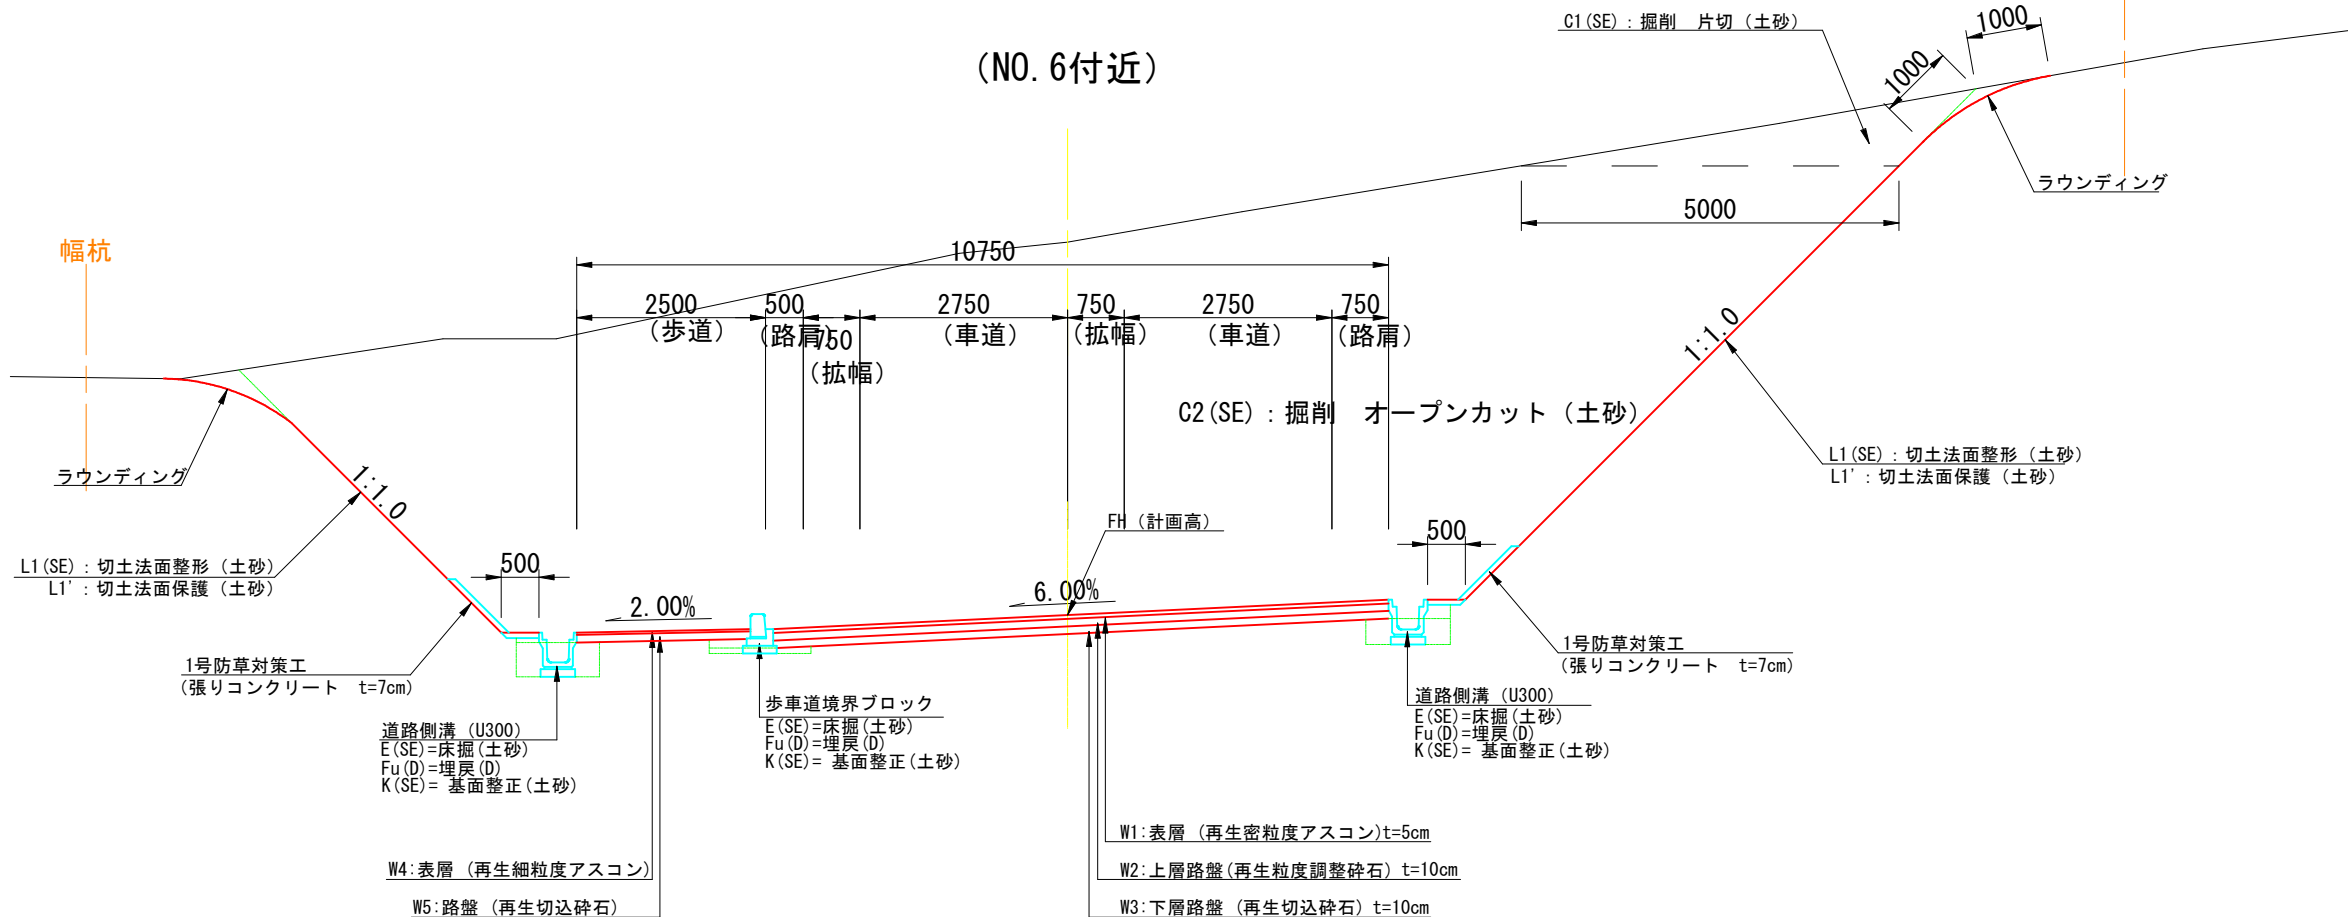 C1(SE)：掘削　片切（土砂）
1000
（NO.6付近）
1000
ラウンディング
5000
幅杭
10750
2500
（歩道）
500
（路肩）
750
（拡幅）
2750
（車道）
750
（拡幅）
2750
（車道）
750
（路肩）
1:1.0
C2(SE)：掘削　オープンカット（土砂）
L1(SE)：切土法面整形（土砂）
L1'：切土法面保護（土砂）
ラウンディング
1:1.0
FH（計画高）
500
500
L1(SE)：切土法面整形（土砂）
L1'：切土法面保護（土砂）
2.00%
6.00%
1号防草対策工
(張りコンクリート　t=7cm)
1号防草対策工
(張りコンクリート　t=7cm)
道路側溝（U300）
E(SE)=床掘(土砂)
Fu(D)=埋戻(D)
K(SE)= 基面整正(土砂)
歩車道境界ブロック
E(SE)=床掘(土砂)
Fu(D)=埋戻(D)
K(SE)= 基面整正(土砂)
道路側溝（U300）
E(SE)=床掘(土砂)
Fu(D)=埋戻(D)
K(SE)= 基面整正(土砂)
W1:表層（再生密粒度アスコン)t=5cm
W4:表層（再生細粒度アスコン）
W2:上層路盤(再生粒度調整砕石）t=10cm
W5:路盤（再生切込砕石）
W3:下層路盤（再生切込砕石）t=10cm